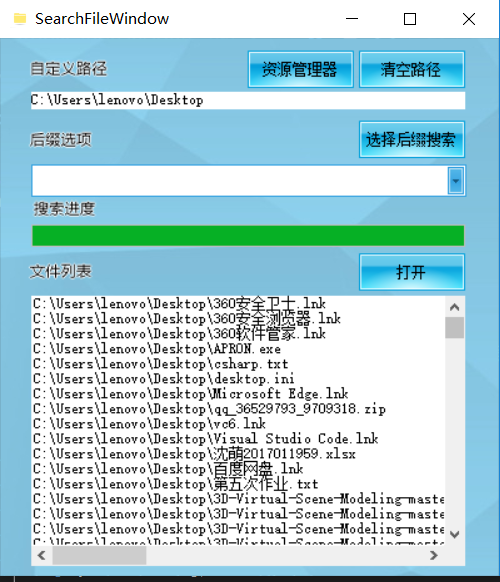 SearchFileWindow
自定义路径 资源管理器 清空路径
C:\Users\lenovo\Desktop
后缀选项 选择后缀搜索
搜索进度
文件列表 打开
C:\Users\lenovo\Desktop\360安全卫士.lnk
C:\Users\lenovo\Desktop\360安全浏览器.lnk
C:\Users\lenovo\Desktop\360软件管家.lnk
C:\Users\lenovo\Desktop\APRON.exe
C:\Users\lenovo\Desktop\csharp.txt
C:\Users\lenovo\Desktop\desktop.ini
C:\Users\lenovo\Desktop\Microsoft Edge.lnk
C:\Users\lenovo\Desktop\qq_36529793_9709318.zip
C:\Users\lenovo\Desktop\vc6.lnk
C:\Users\lenovo\Desktop\Visual Studio Code.lnk
C:\Users\lenovo\Desktop\沈萌2017011959.xlsx
C:\Users\lenovo\Desktop\百度网盘.lnk
C:\Users\lenovo\Desktop\第五次作业.txt
C:\Users\lenovo\Desktop\3D-Virtual-Scene-Modeling-maste
C:\Users\lenovo\Desktop\3D-Virtual-Scene-Modeling-maste
C:\Users\lenovo\Desktop\3D-Virtual-Scene-Modeling-maste
C:\Users\lenovo\Desktop\3D-Virtual-Scene-Modeling-maste